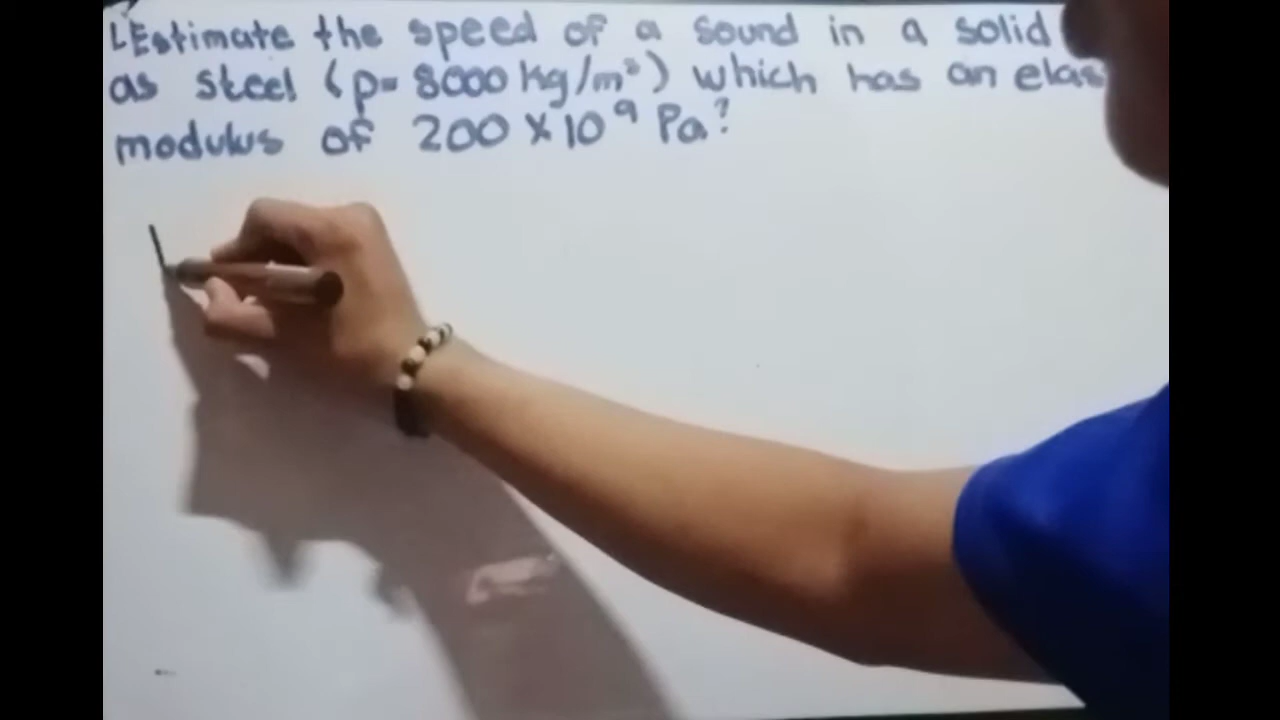 1. Estimate the speed of a sound in a solid
as steel (ρ= 8000 kg/m³) which has an elas
modulus of 200 x 10⁹ Pa?